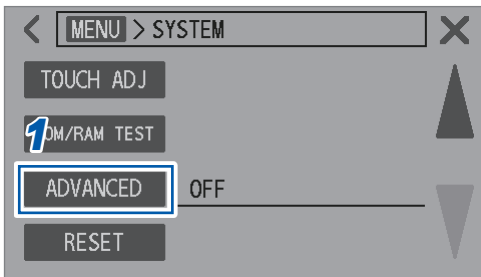 MENU > SYSTEM
TOUCH ADJ
1
OM/RAM TEST
ADVANCED OFF
RESET